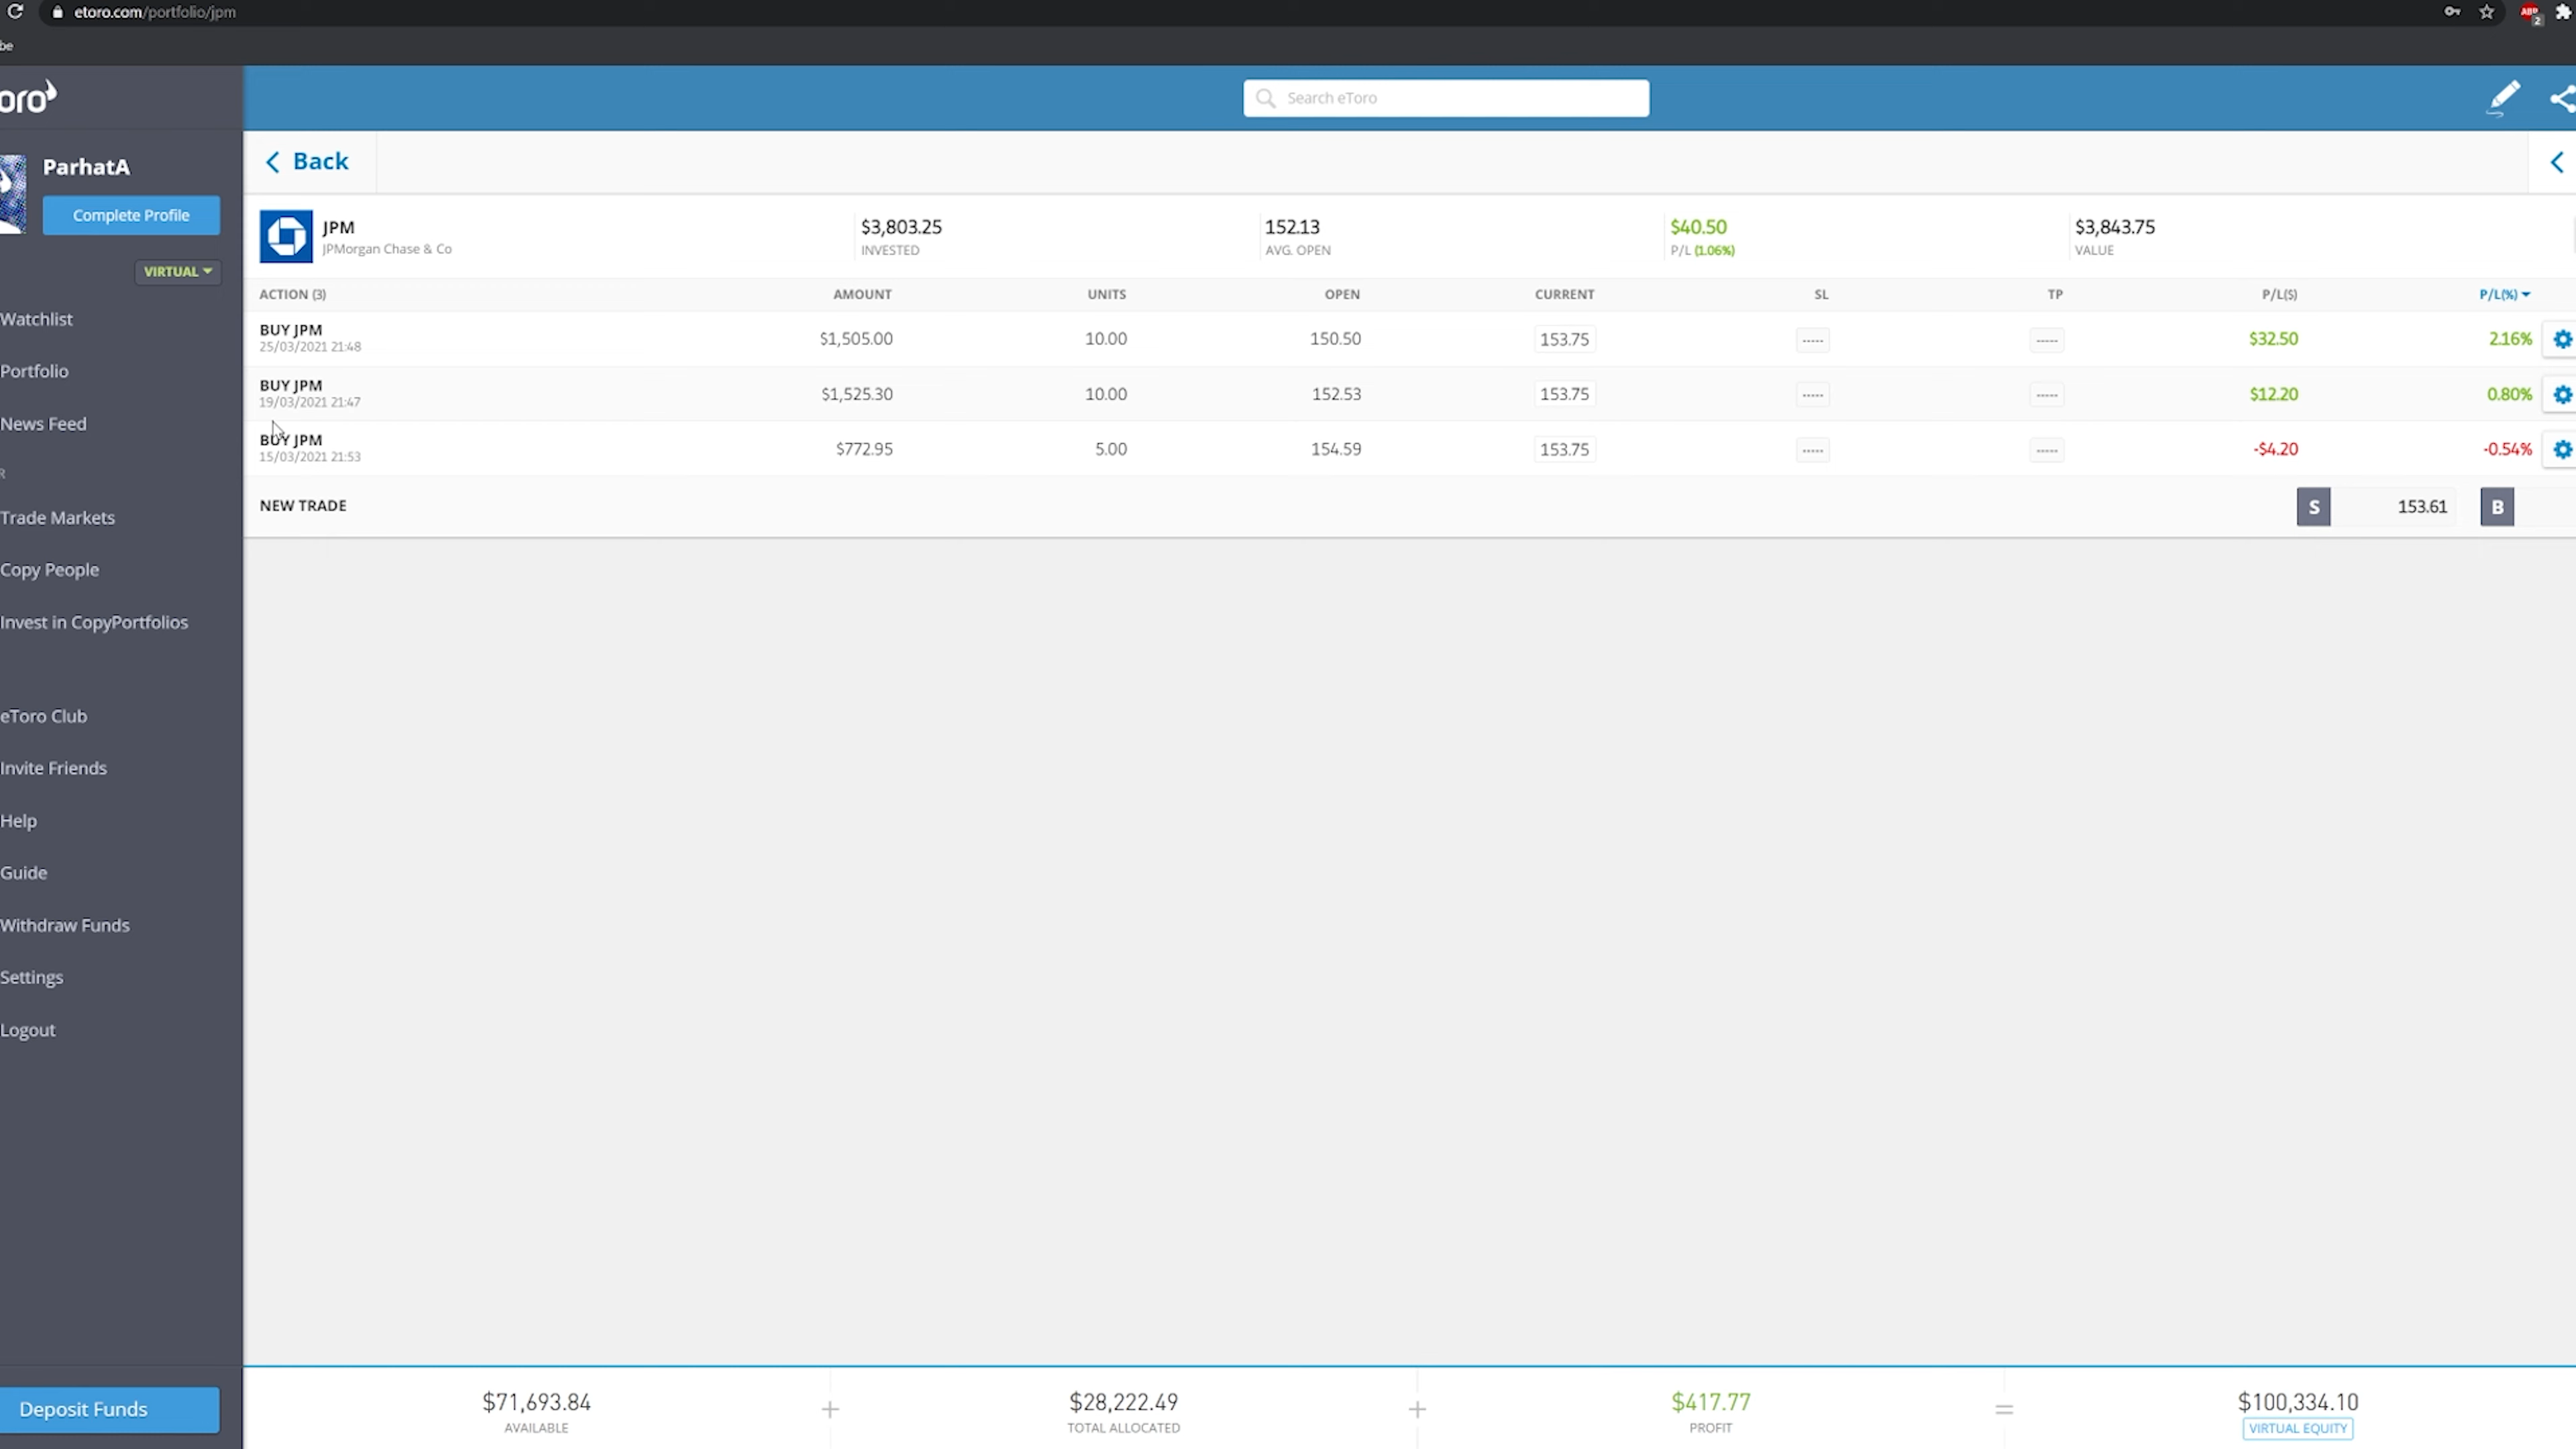 etoro.com/portfolio/jpm
ABP
2
be
oro
Search eToro
ParhatA
Complete Profile
VIRTUAL
Watchlist
Portfolio
News Feed
R
Trade Markets
Copy People
Invest in CopyPortfolios
eToro Club
Invite Friends
Help
Guide
Withdraw Funds
Settings
Logout
Deposit Funds
Back
JPM
JPMorgan Chase & Co
$3,803.25
INVESTED
152.13
AVG. OPEN
$40.50
P/L (1.06%)
$3,843.75
VALUE
ACTION (3) AMOUNT UNITS OPEN CURRENT SL TP P/L($) P/L(%)
BUY JPM
25/03/2021 21:48
$1,505.00 10.00 150.50 153.75 ----- ----- $32.50 2.16%
BUY JPM
19/03/2021 21:47
$1,525.30 10.00 152.53 153.75 ----- ----- $12.20 0.80%
BUY JPM
15/03/2021 21:53
$772.95 5.00 154.59 153.75 ----- ----- -$4.20 -0.54%
NEW TRADE S 153.61 B
$71,693.84 + $28,222.49 + $417.77 = $100,334.10
AVAILABLE TOTAL ALLOCATED PROFIT VIRTUAL EQUITY